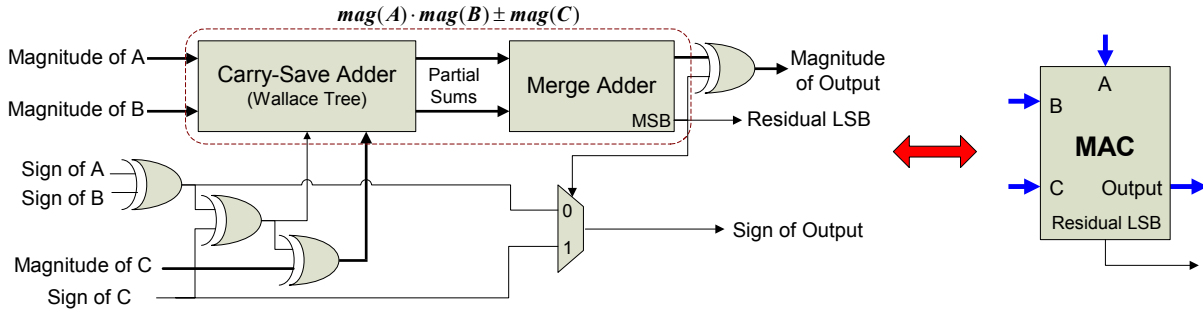 mag(A)·mag(B)±mag(C)
Magnitude of A
Magnitude of B
Carry-Save Adder
(Wallace Tree)
Partial
Sums
Merge Adder
MSB
Magnitude
of Output
Residual LSB
Sign of A
Sign of B
0
1
Sign of Output
Magnitude of C
Sign of C
A
B
MAC
C
Output
Residual LSB